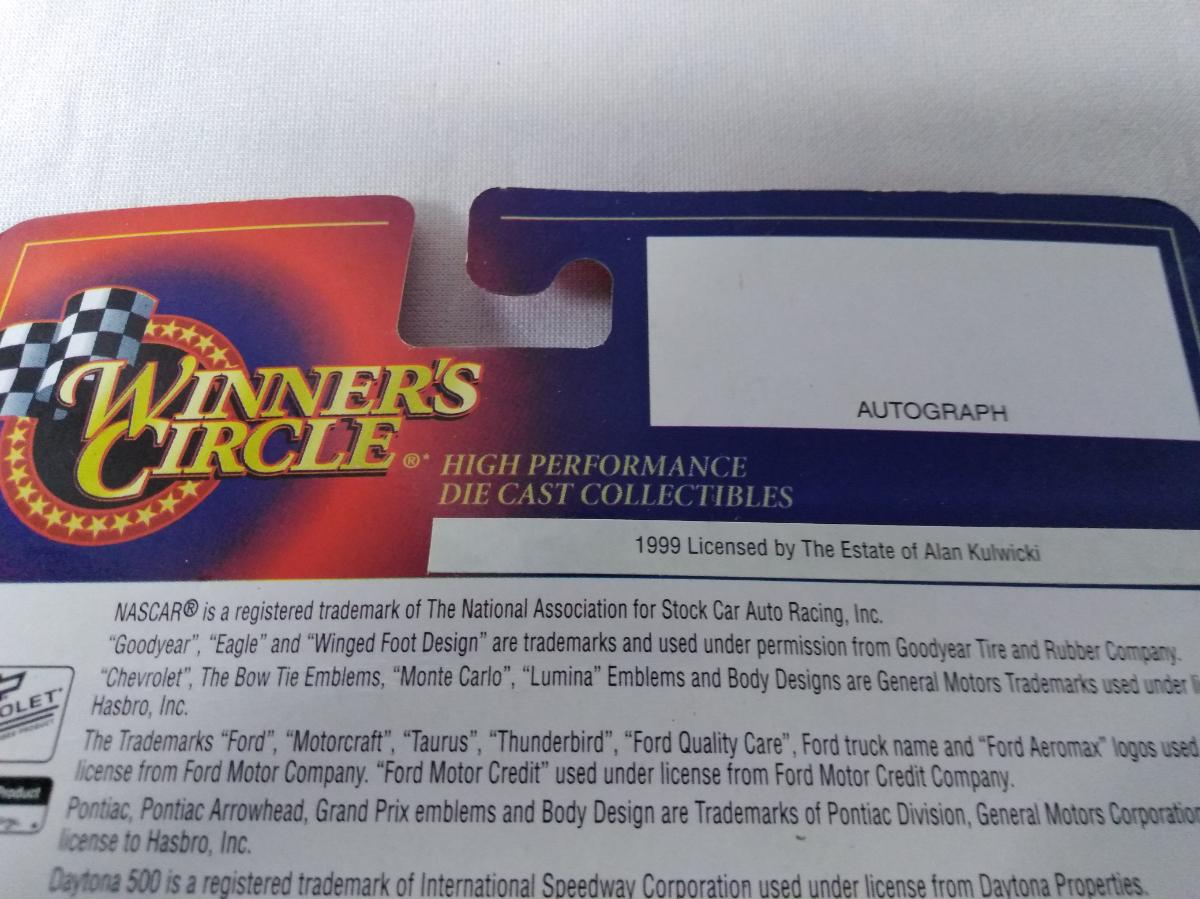 AUTOGRAPH
WINNER'S
CIRCLE®*
HIGH PERFORMANCE
DIE CAST COLLECTIBLES
1999 Licensed by The Estate of Alan Kulwicki
NASCAR® is a registered trademark of The National Association for Stock Car Auto Racing, Inc.
“Goodyear”, “Eagle” and “Winged Foot Design” are trademarks and used under permission from Goodyear Tire and Rubber Company.
“Chevrolet”, The Bow Tie Emblems, “Monte Carlo”, “Lumina” Emblems and Body Designs are General Motors Trademarks used under
Hasbro, Inc.
OLET
The Trademarks “Ford”, “Motorcraft”, “Taurus”, “Thunderbird”, “Ford Quality Care”, Ford truck name and “Ford Aeromax” logos used
license from Ford Motor Company. “Ford Motor Credit” used under license from Ford Motor Credit Company.
Product
Pontiac, Pontiac Arrowhead, Grand Prix emblems and Body Design are Trademarks of Pontiac Division, General Motors Corporation
license to Hasbro, Inc.
Daytona 500 is a registered trademark of International Speedway Corporation used under license from Daytona Properties.